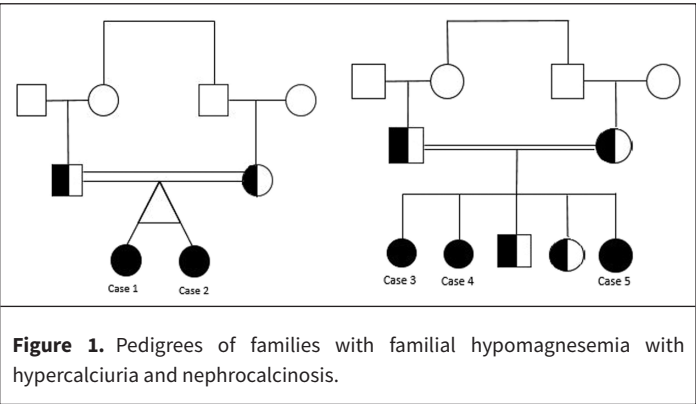 Case 1
Case 2
Case 3
Case 4
Case 5
Figure 1. Pedigrees of families with familial hypomagnesemia with
hypercalciuria and nephrocalcinosis.